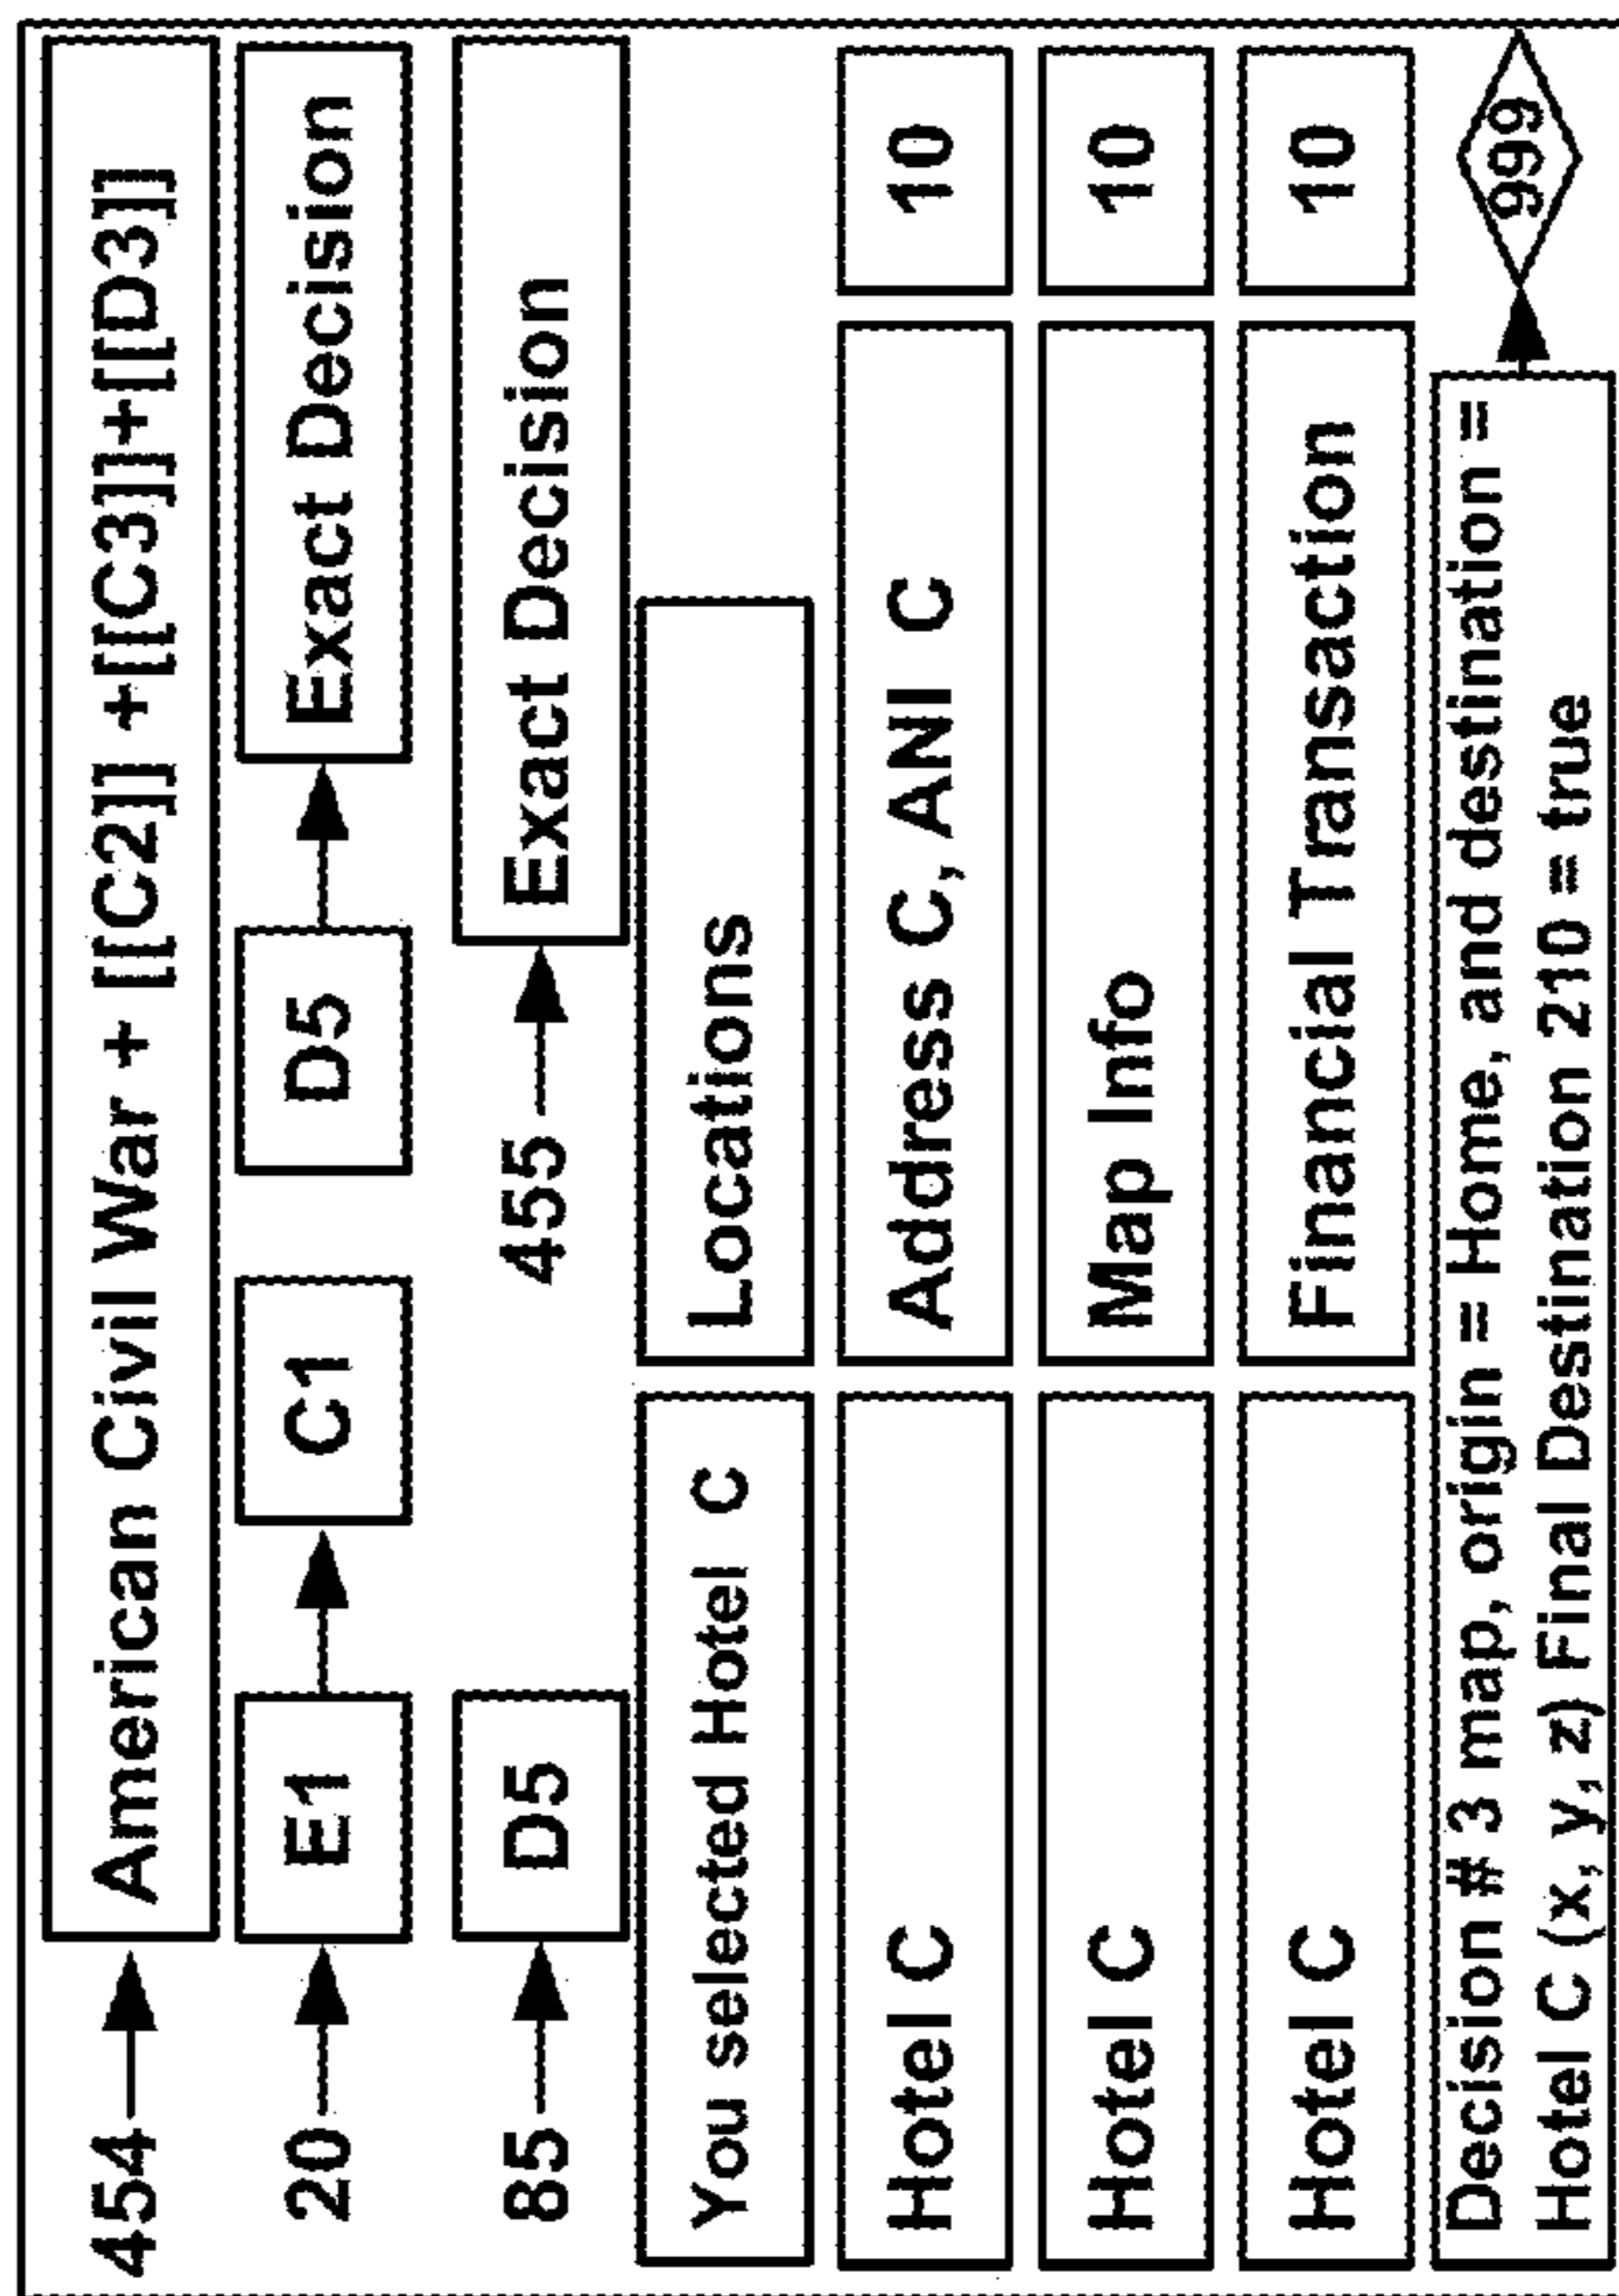 454 American Civil War + [[C2]] +[[C3]]+[[D3]]
20 E1 C1 D5 Exact Decision
85 D5 455 Exact Decision
You selected Hotel C Locations
Hotel C Address C, ANI C 10
Hotel C Map Info 10
Hotel C Financial Transaction 10
Decision # 3 map, origin = Home, and destination = 999
Hotel C (x, y, z) Final Destination 210 = true